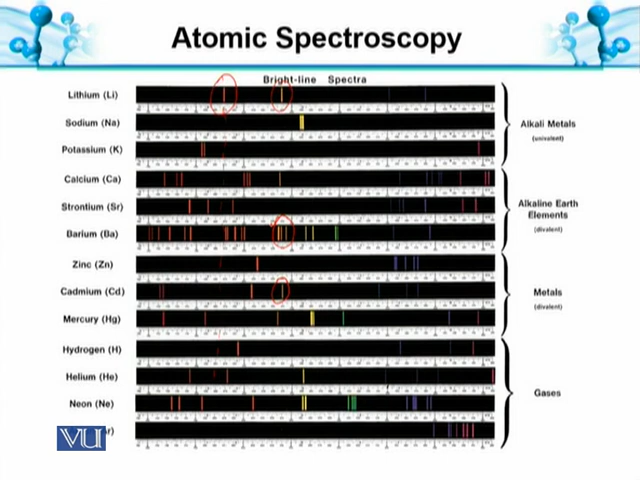 Atomic Spectroscopy
Bright-line Spectra
Lithium (Li)
Sodium (Na)
Potassium (K)
Alkali Metals
(univalent)
Calcium (Ca)
Strontium (Sr)
Barium (Ba)
Alkaline Earth
Elements
(divalent)
Zinc (Zn)
Cadmium (Cd)
Mercury (Hg)
Metals
(divalent)
Hydrogen (H)
Helium (He)
Neon (Ne)
Gases
VU